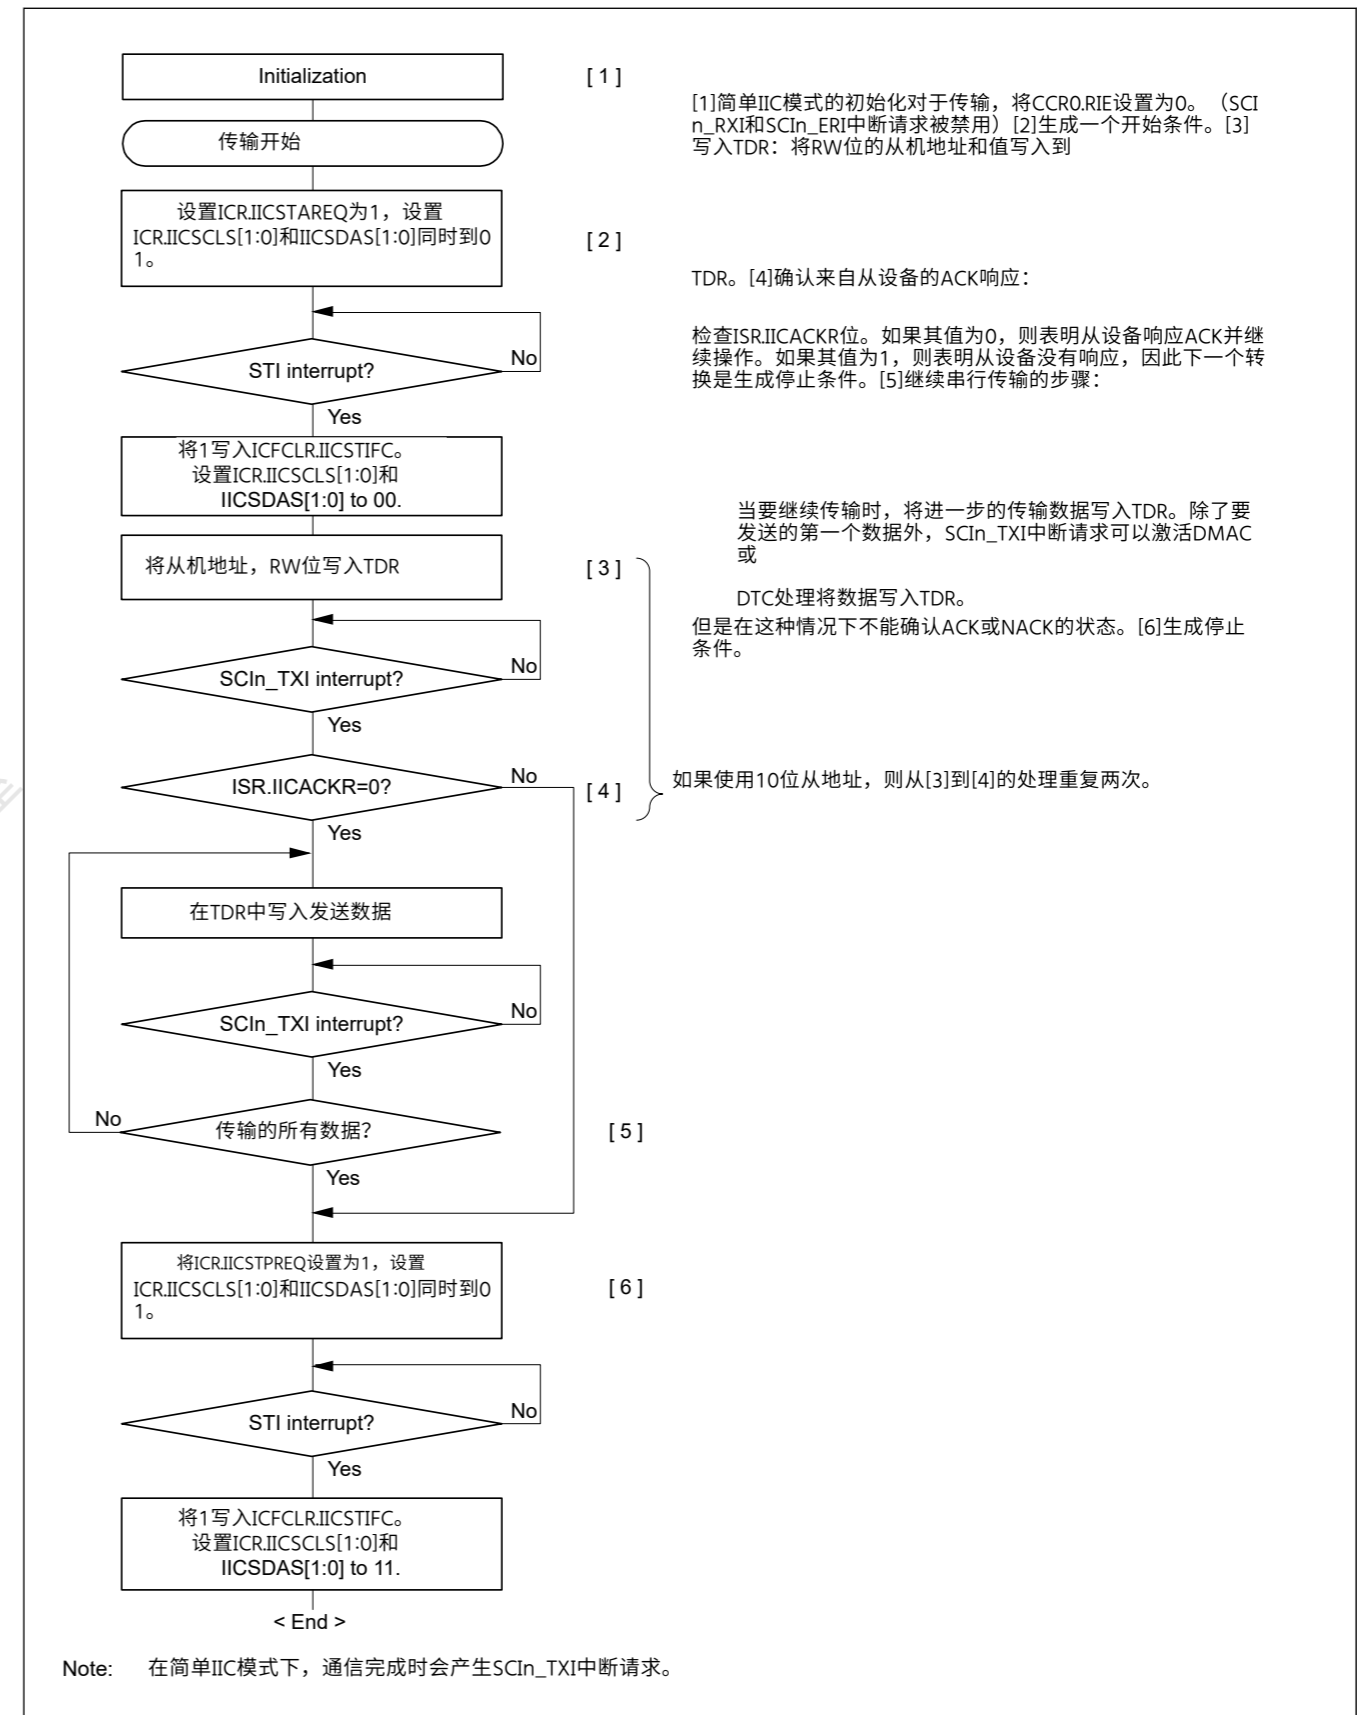 Initialization
[ 1 ]
[1]简单IIC模式的初始化对于传输，将CCR0.RIE设置为0。（SCI
n_RXI和SCIn_ERI中断请求被禁用）[2]生成一个开始条件。[3]
写入TDR：将RW位的从机地址和值写入到
传输开始
设置ICR.IICSTAREQ为1，设置
ICR.IICSCLS[1:0]和IICSDAS[1:0]同时到0
1。
[ 2 ]
TDR。[4]确认来自从设备的ACK响应：
检查ISR.IICACKR位。如果其值为0，则表明从设备响应ACK并继
续操作。如果其值为1，则表明从设备没有响应，因此下一个转
换是生成停止条件。[5]继续串行传输的步骤：
STI interrupt?
No
Yes
将1写入ICFCLR.IICSTIFC。
设置ICR.IICSCLS[1:0]和
IICSDAS[1:0] to 00.
当要继续传输时，将进一步的传输数据写入TDR。除了要
发送的第一个数据外，SCIn_TXI中断请求可以激活DMAC
或
DTC处理将数据写入TDR。
但是在这种情况下不能确认ACK或NACK的状态。[6]生成停止
条件。
将从机地址，RW位写入TDR
[ 3 ]
SCIn_TXI interrupt?
No
Yes
ISR.IICACKR=0?
No
[ 4 ]
如果使用10位从地址，则从[3]到[4]的处理重复两次。
Yes
在TDR中写入发送数据
SCIn_TXI interrupt?
No
Yes
No
传输的所有数据？
[ 5 ]
Yes
将ICR.IICSTPREQ设置为1，设置
ICR.IICSCLS[1:0]和IICSDAS[1:0]同时到0
1。
[ 6 ]
STI interrupt?
No
Yes
将1写入ICFCLR.IICSTIFC。
设置ICR.IICSCLS[1:0]和
IICSDAS[1:0] to 11.
< End >
Note: 在简单IIC模式下，通信完成时会产生SCIn_TXI中断请求。